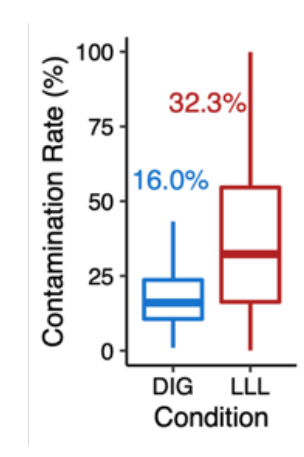 Contamination Rate (%)
100
75
50
25
0
32.3%
16.0%
DIG LLL
Condition